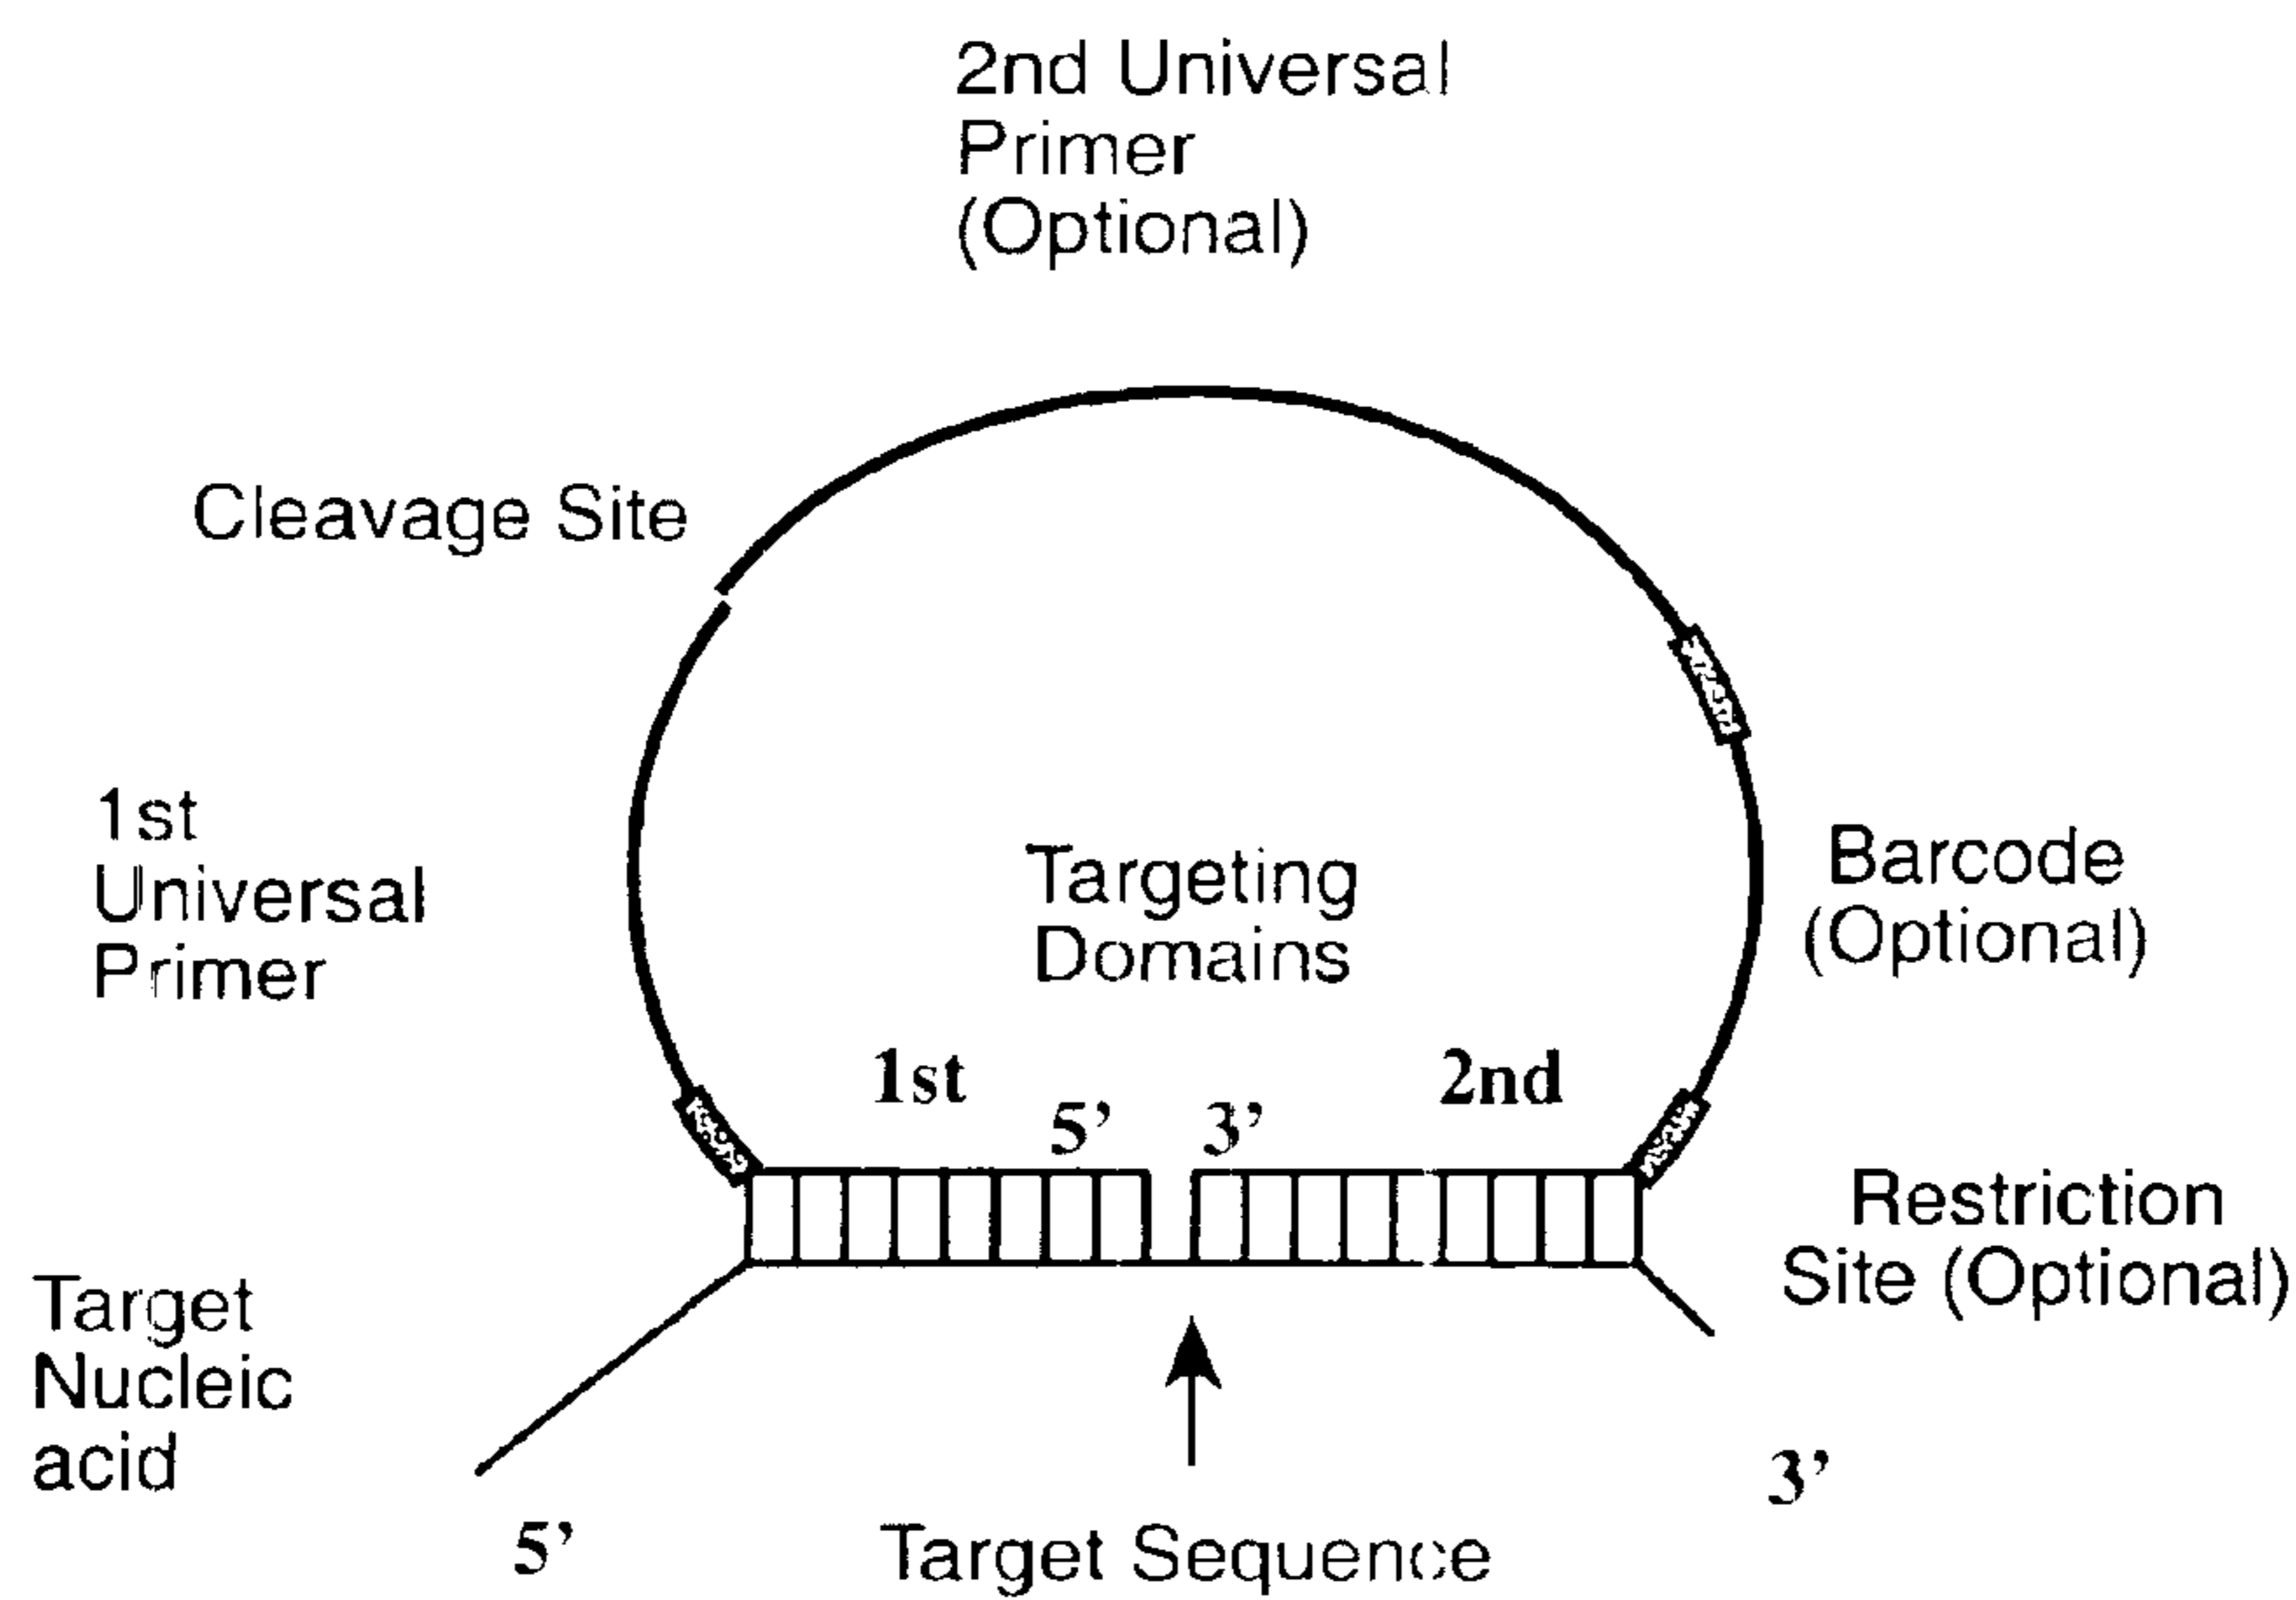 2nd Universal
Primer
(Optional)
Cleavage Site
1st
Universal
Primer
Targeting
Domains
Barcode
(Optional)
1st
2nd
5’
3’
Restriction
Site (Optional)
Target
Nucleic
acid
3’
5’
Target Sequence